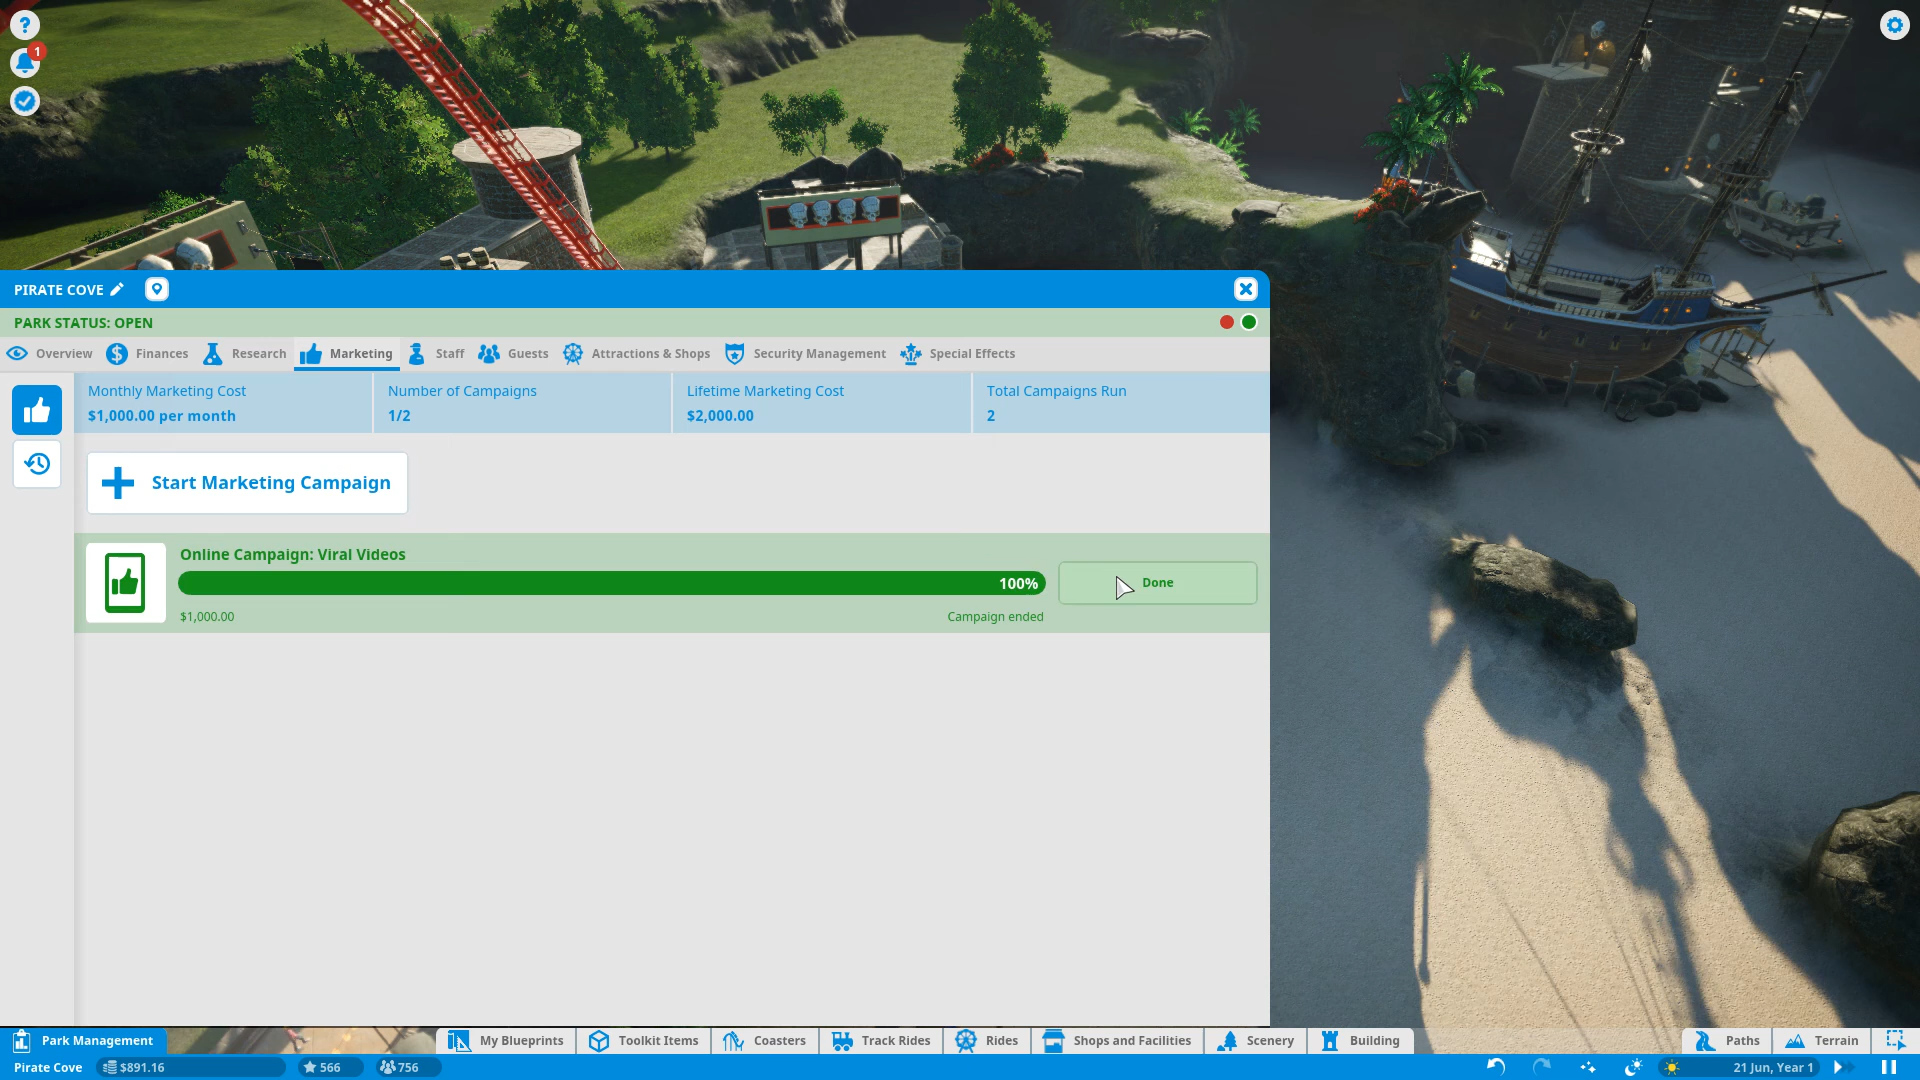 ?
1
PIRATE COVE
PARK STATUS: OPEN
Overview Finances Research Marketing Staff Guests Attractions & Shops Security Management Special Effects
Monthly Marketing Cost Number of Campaigns Lifetime Marketing Cost Total Campaigns Run
$1,000.00 per month 1/2 $2,000.00 2
Start Marketing Campaign
Online Campaign: Viral Videos
100% Done
$1,000.00 Campaign ended
Park Management My Blueprints Toolkit Items Coasters Track Rides Rides Shops and Facilities Scenery Building Paths Terrain
Pirate Cove $891.16 566 756 21 Jun, Year 1